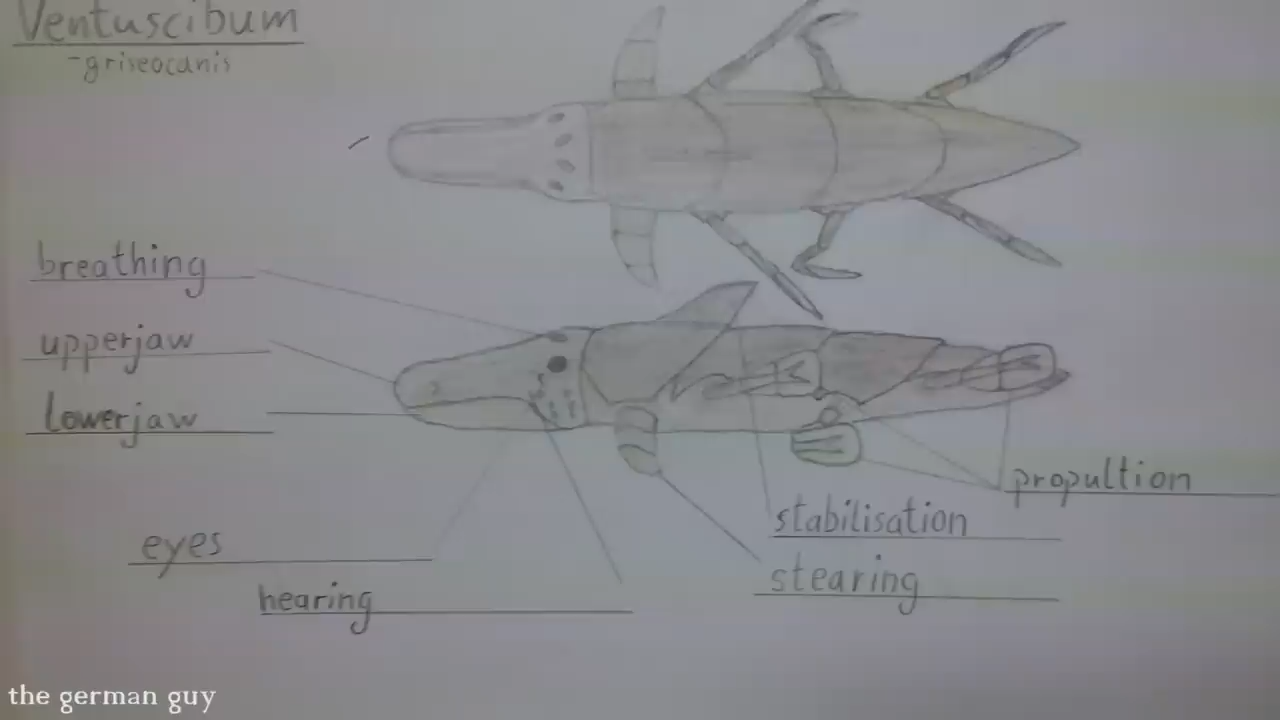 Ventuscibum
-griseocanis
breathing
upperjaw
lowerjaw
propultion
stabilisation
eyes
stearing
hearing
the german guy